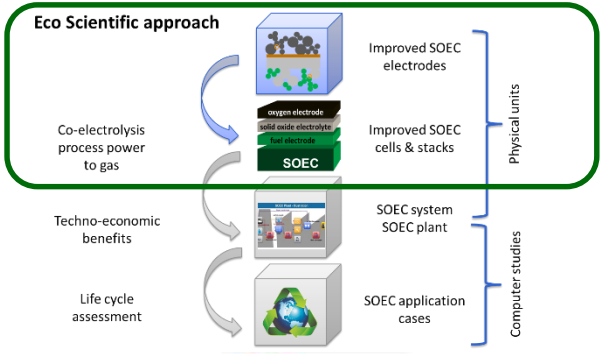 Eco Scientific approach
Improved SOEC
electrodes
Physical units
oxygen electrode
solid oxide electrolyte
fuel electrode
SOEC
Co-electrolysis
process power
to gas
Improved SOEC
cells & stacks
Techno-economic
benefits
SOEC system
SOEC plant
Computer studies
Life cycle
assessment
SOEC application
cases